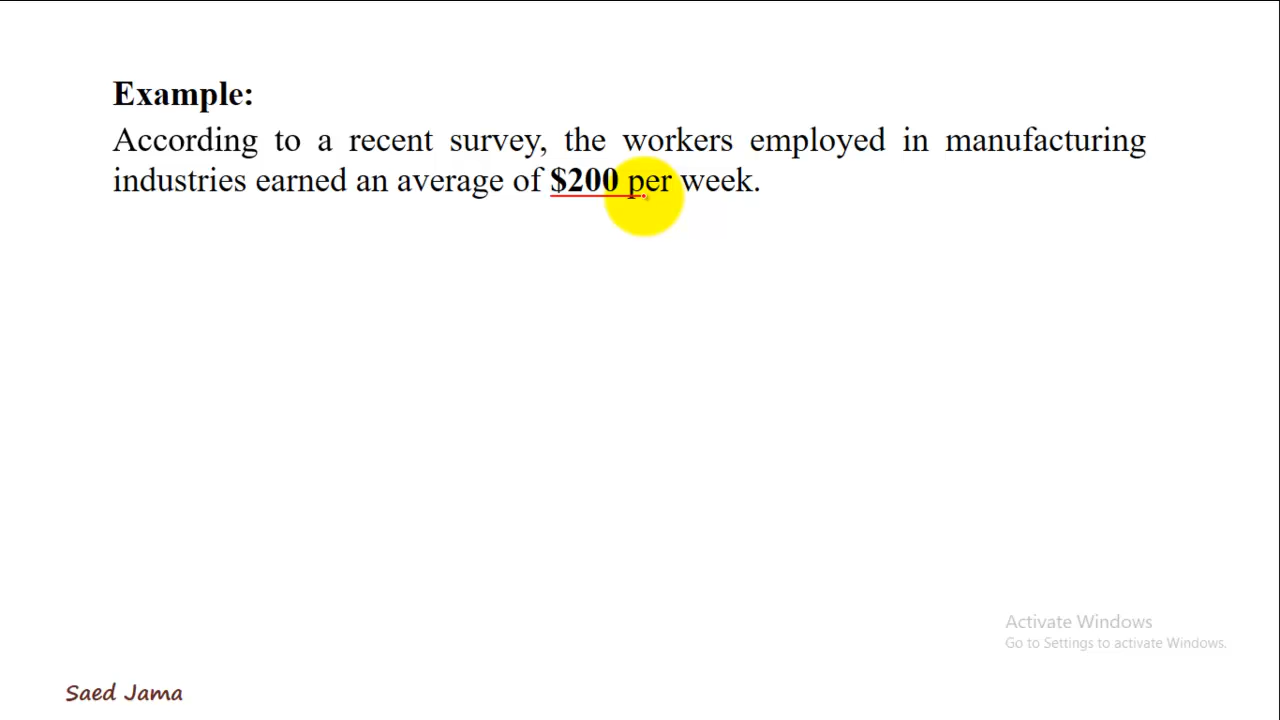 Example:
According to a recent survey, the workers employed in manufacturing
industries earned an average of $200 per week.
Activate Windows
Go to Settings to activate Windows.
Saed Jama